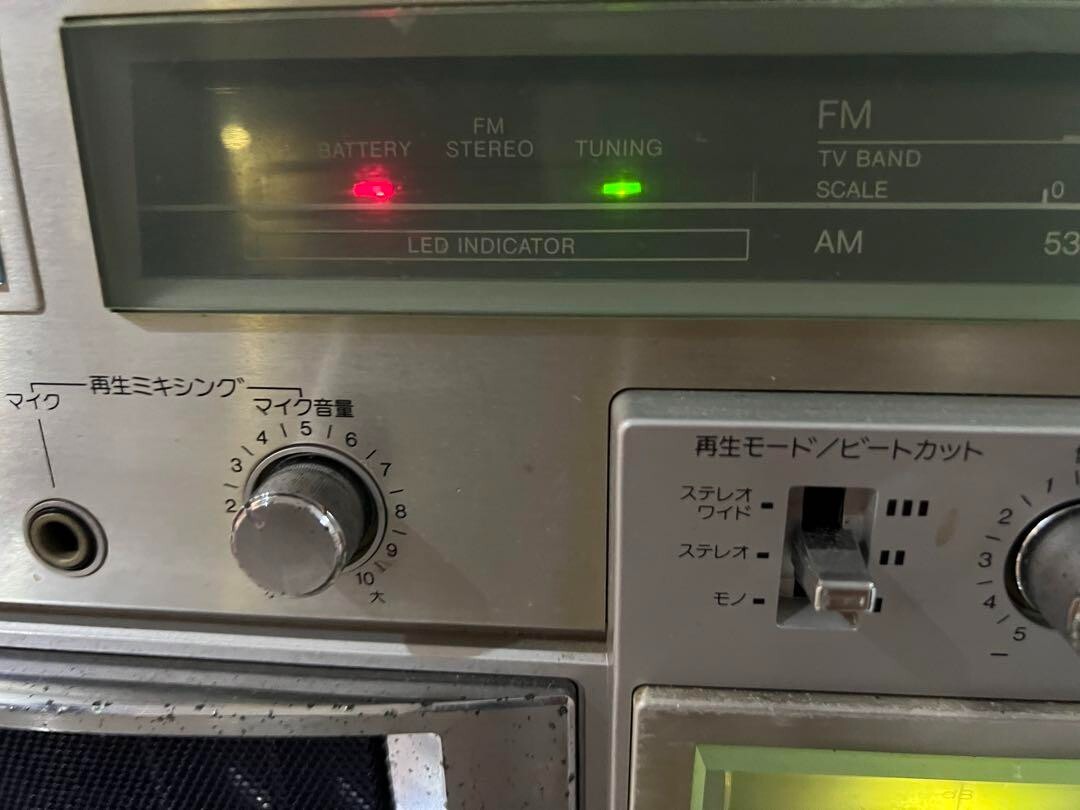 FM
BATTERY STEREO TUNING
FM
TV BAND
SCALE 0
AM 53
LED INDICATOR
再生ミキシング
マイク
マイク音量
2 3 4 5 6 7 8 9 10
大
再生モード/ビートカット
ステレオ
ワイド
ステレオ
モノ
1 2 3 4 5
dB